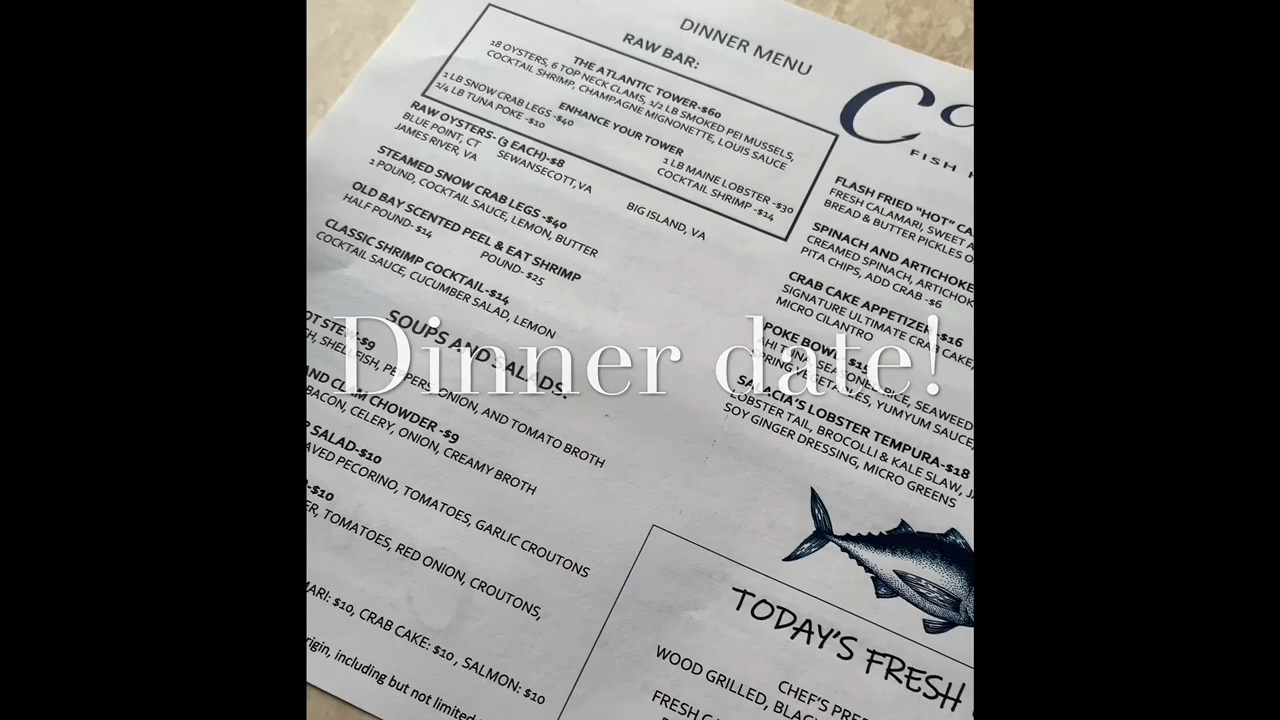 DINNER MENU
RAW BAR:
THE ATLANTIC TOWER-$60
18 OYSTERS, 6 TOP NECK CLAMS, 1/2 LB SMOKED PEI MUSSELS,
COCKTAIL SHRIMP, CHAMPAGNE MIGNONETTE, LOUIS SAUCE
ENHANCE YOUR TOWER
1 LB SNOW CRAB LEGS -$40
1 LB MAINE LOBSTER -$30
1/4 LB TUNA POKE -$10
COCKTAIL SHRIMP -$14
RAW OYSTERS- (3 EACH)-$8
BLUE POINT, CT SEWANSECOTT, VA BIG ISLAND, VA
JAMES RIVER, VA
STEAMED SNOW CRAB LEGS -$40
1 POUND, COCKTAIL SAUCE, LEMON, BUTTER
OLD BAY SCENTED PEEL & EAT SHRIMP
HALF POUND- $14 POUND- $25
CLASSIC SHRIMP COCKTAIL-$14
COCKTAIL SAUCE, CUCUMBER SALAD, LEMON
SOUPS AND SALADS:
SHELLFISH, PEPPERS, ONION, AND TOMATO BROTH
CLAM CHOWDER -$9
BACON, CELERY, ONION, CREAMY BROTH
SALAD-$10
PECORINO, TOMATOES, GARLIC CROUTONS
-$10
TOMATOES, RED ONION, CROUTONS,
$10, CRAB CAKE: $10, SALMON: $10
including but not limited
FISH
FLASH FRIED "HOT"
FRESH CALAMARI, SWEET
BREAD & BUTTER PICKLES
SPINACH AND ARTICHOKE
CREAMED SPINACH,
PITA CHIPS, ADD CRAB -$6
CRAB CAKE APPETIZER-$16
SIGNATURE ULTIMATE CRAB CAKE,
MICRO CILANTRO
POKE BOWL
TUNA, SEASONED RICE, SEAWEED
SPRING VEGETABLES, YUMYUM SAUCE,
SALACIA'S LOBSTER TEMPURA-$18
LOBSTER TAIL, BROCOLLI & KALE SLAW,
SOY GINGER DRESSING, MICRO GREENS
Dinner date!
TODAY'S FRESH
CHEF'S
WOOD GRILLED,
FRESH